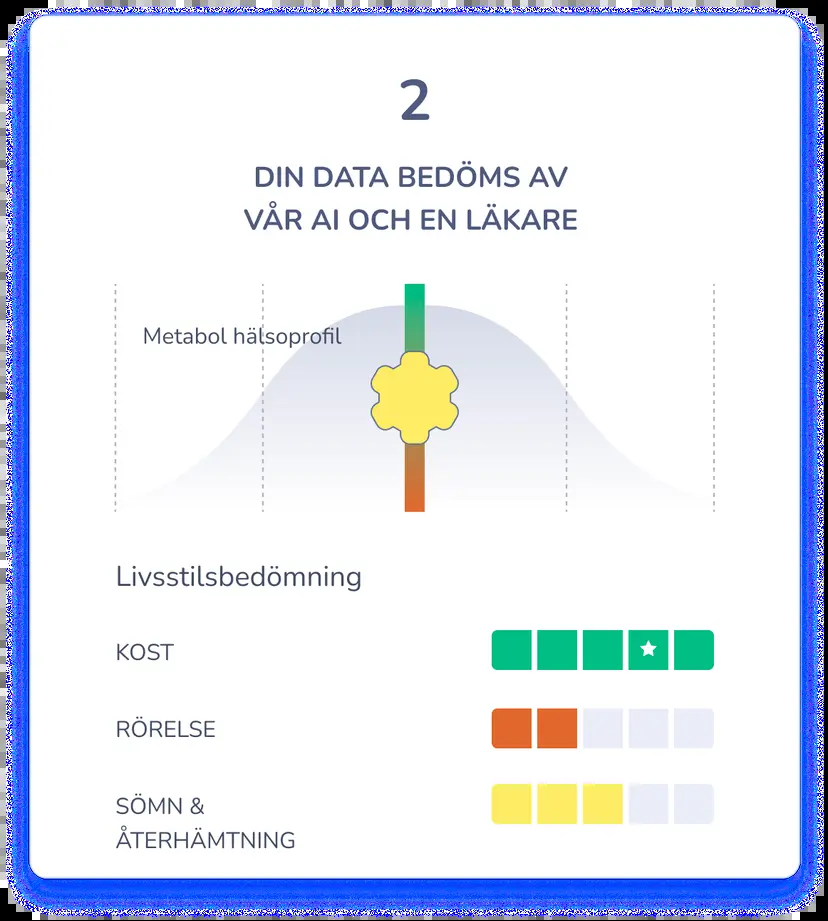 2
DIN DATA BEDÖMS AV
VÅR AI OCH EN LÄKARE
Metabol hälsoprofil
Livsstilsbedömning
KOST
RÖRELSE
SÖMN &
ÅTERHÄMTNING